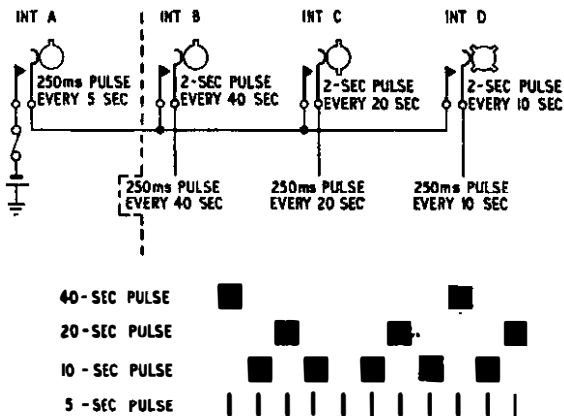 INT A
INT B
INT C
INT D
250ms PULSE
EVERY 5 SEC
2-SEC PULSE
EVERY 40 SEC
2-SEC PULSE
EVERY 20 SEC
2-SEC PULSE
EVERY 10 SEC
250ms PULSE
EVERY 40 SEC
250ms PULSE
EVERY 20 SEC
250ms PULSE
EVERY 10 SEC
40-SEC PULSE
20-SEC PULSE
10-SEC PULSE
5-SEC PULSE